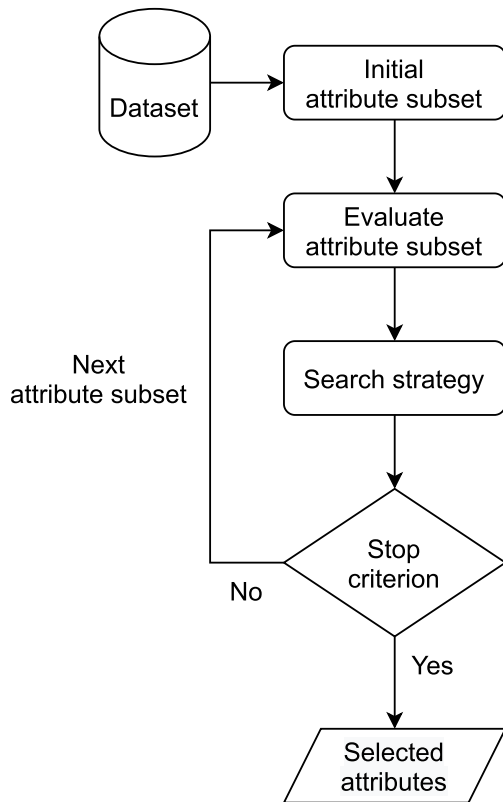 Dataset
Initial
attribute subset
Evaluate
attribute subset
Search strategy
Next
attribute subset
Stop
criterion
No
Yes
Selected
attributes